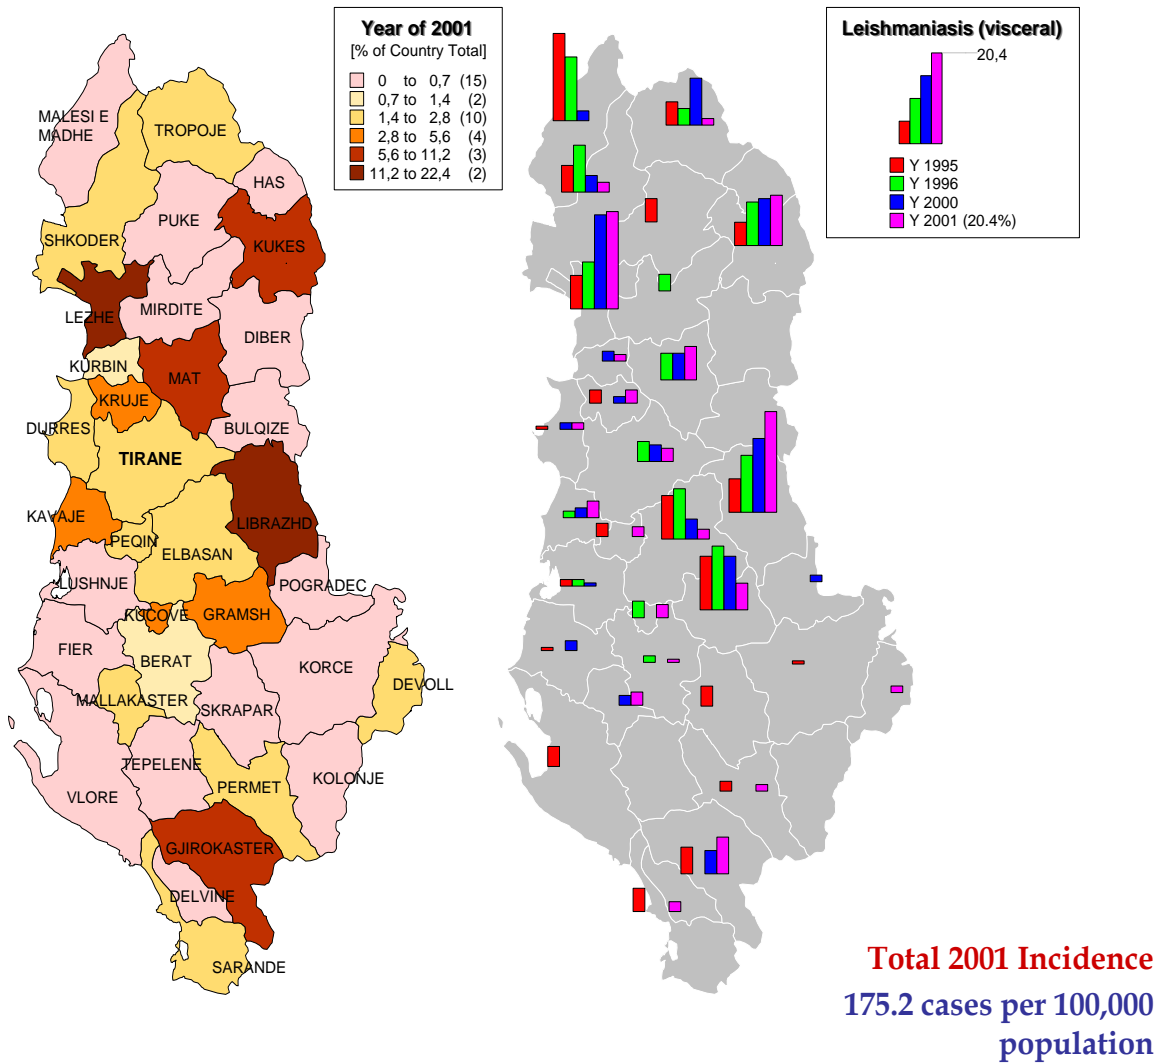 Year of 2001
[% of Country Total]
0 to 0,7 (15)
0,7 to 1,4 (2)
1,4 to 2,8 (10)
2,8 to 5,6 (4)
5,6 to 11,2 (3)
11,2 to 22,4 (2)
MALESI E
MADHE
TROPOJE
HAS
PUKE
SHKODER
KUKES
LEZHE
MIRDITE
DIBER
KURBIN
MAT
KRUJE
DURRES
BULQIZE
TIRANE
KAVAJE
LIBRAZHD
PEQIN
ELBASAN
LUSHNJE
POGRADEC
KUCOVE
GRAMSH
FIER
BERAT
KORCE
DEVOLL
MALLAKASTER
SKRAPAR
TEPELENE
KOLONJE
PERMET
VLORE
GJIROKASTER
DELVINE
SARANDE
Leishmaniasis (visceral)
20,4
Y 1995
Y 1996
Y 2000
Y 2001 (20.4%)
Total 2001 Incidence
175.2 cases per 100,000
population